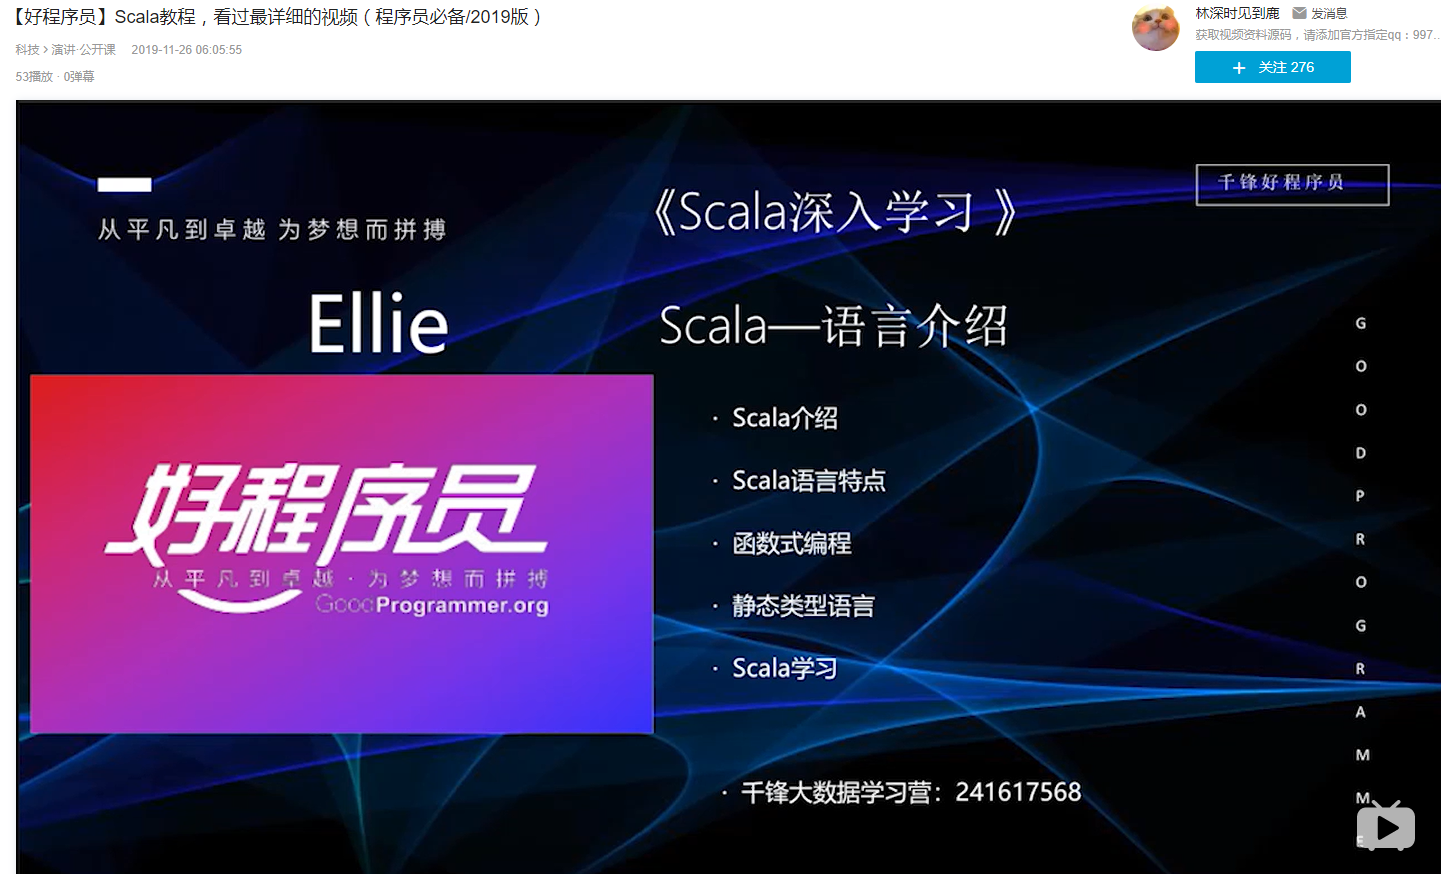 【好程序员】Scala教程，看过最详细的视频（程序员必备/2019版）
科技 > 演讲·公开课 2019-11-26 06:05:55
53播放 · 0弹幕
林深时见到鹿 发消息
获取视频资料源码，请添加官方指定qq：997...
+ 关注 276
从平凡到卓越 为梦想而拼搏
Ellie
好程序员
从平凡到卓越·为梦想而拼搏
GoodProgrammer.org
《Scala深入学习 》
Scala—语言介绍
· Scala介绍
· Scala语言特点
· 函数式编程
· 静态类型语言
· Scala学习
· 千锋大数据学习营：241617568
千锋好程序员
G
O
O
D
P
R
O
G
R
A
M
M
E